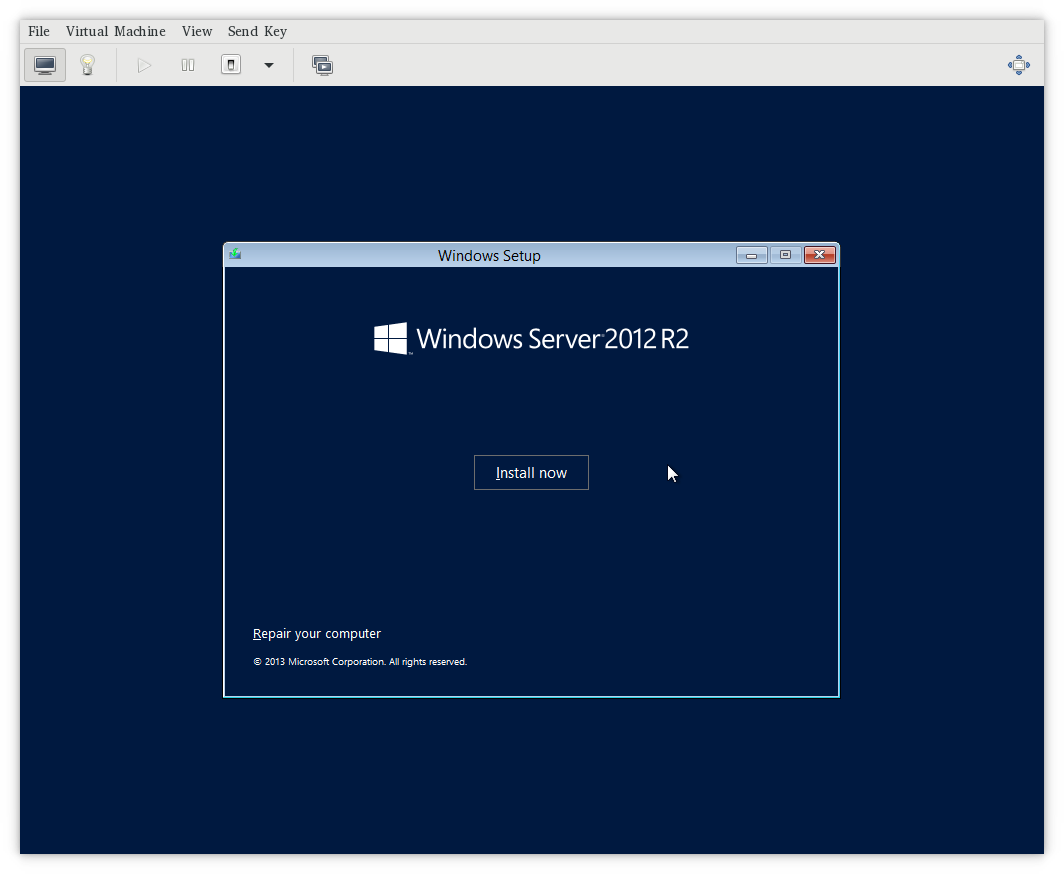 File Virtual Machine View Send Key
Windows Setup
Windows Server 2012 R2
Install now
Repair your computer
© 2013 Microsoft Corporation. All rights reserved.